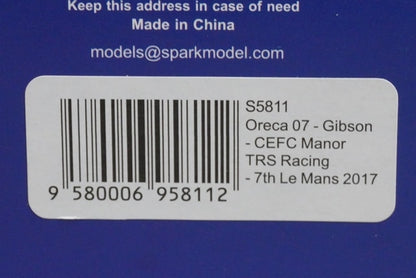 Keep this address in case of need
Made in China
models@sparkmodel.com
S5811
Oreca 07 - Gibson
- CEFC Manor
TRS Racing
- 7th Le Mans 2017
9 580006 958112